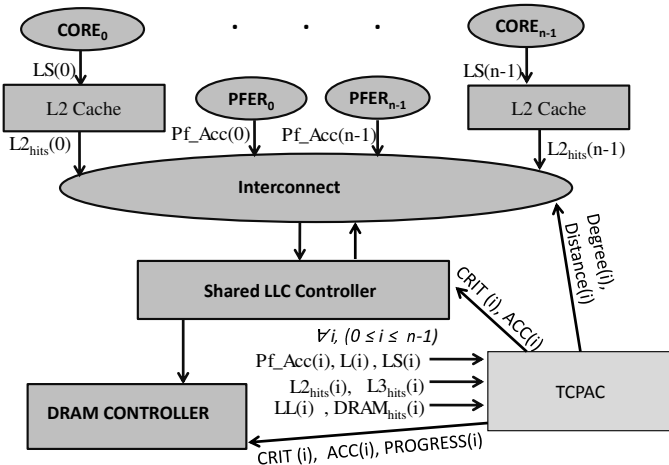 CORE0 . . . COREn-1
LS(0)
LS(n-1)
L2 Cache
PFER0
PFERn-1
L2 Cache
Pf_Acc(0)
Pf_Acc(n-1)
L2hits(0)
L2hits(n-1)
Interconnect
Degree(i),
Distance(i)
Shared LLC Controller
CRIT (i), ACC(i)
∀i, (0 ≤ i ≤ n-1)
Pf_Acc(i), L(i) , LS(i)
L2hits(i), L3hits(i)
LL(i) , DRAMhits(i)
TCPAC
DRAM CONTROLLER
CRIT (i), ACC(i), PROGRESS(i)